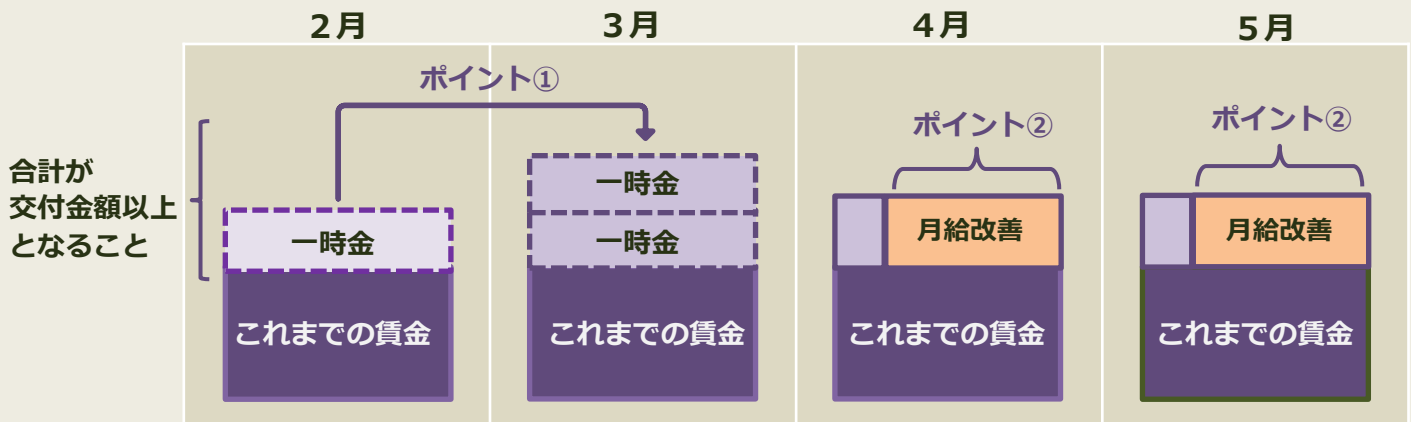 ２月
３月
４月
５月
ポイント①
ポイント②
ポイント②
合計が
交付金額以上
となること
一時金
一時金
一時金
月給改善
月給改善
これまでの賃金
これまでの賃金
これまでの賃金
これまでの賃金